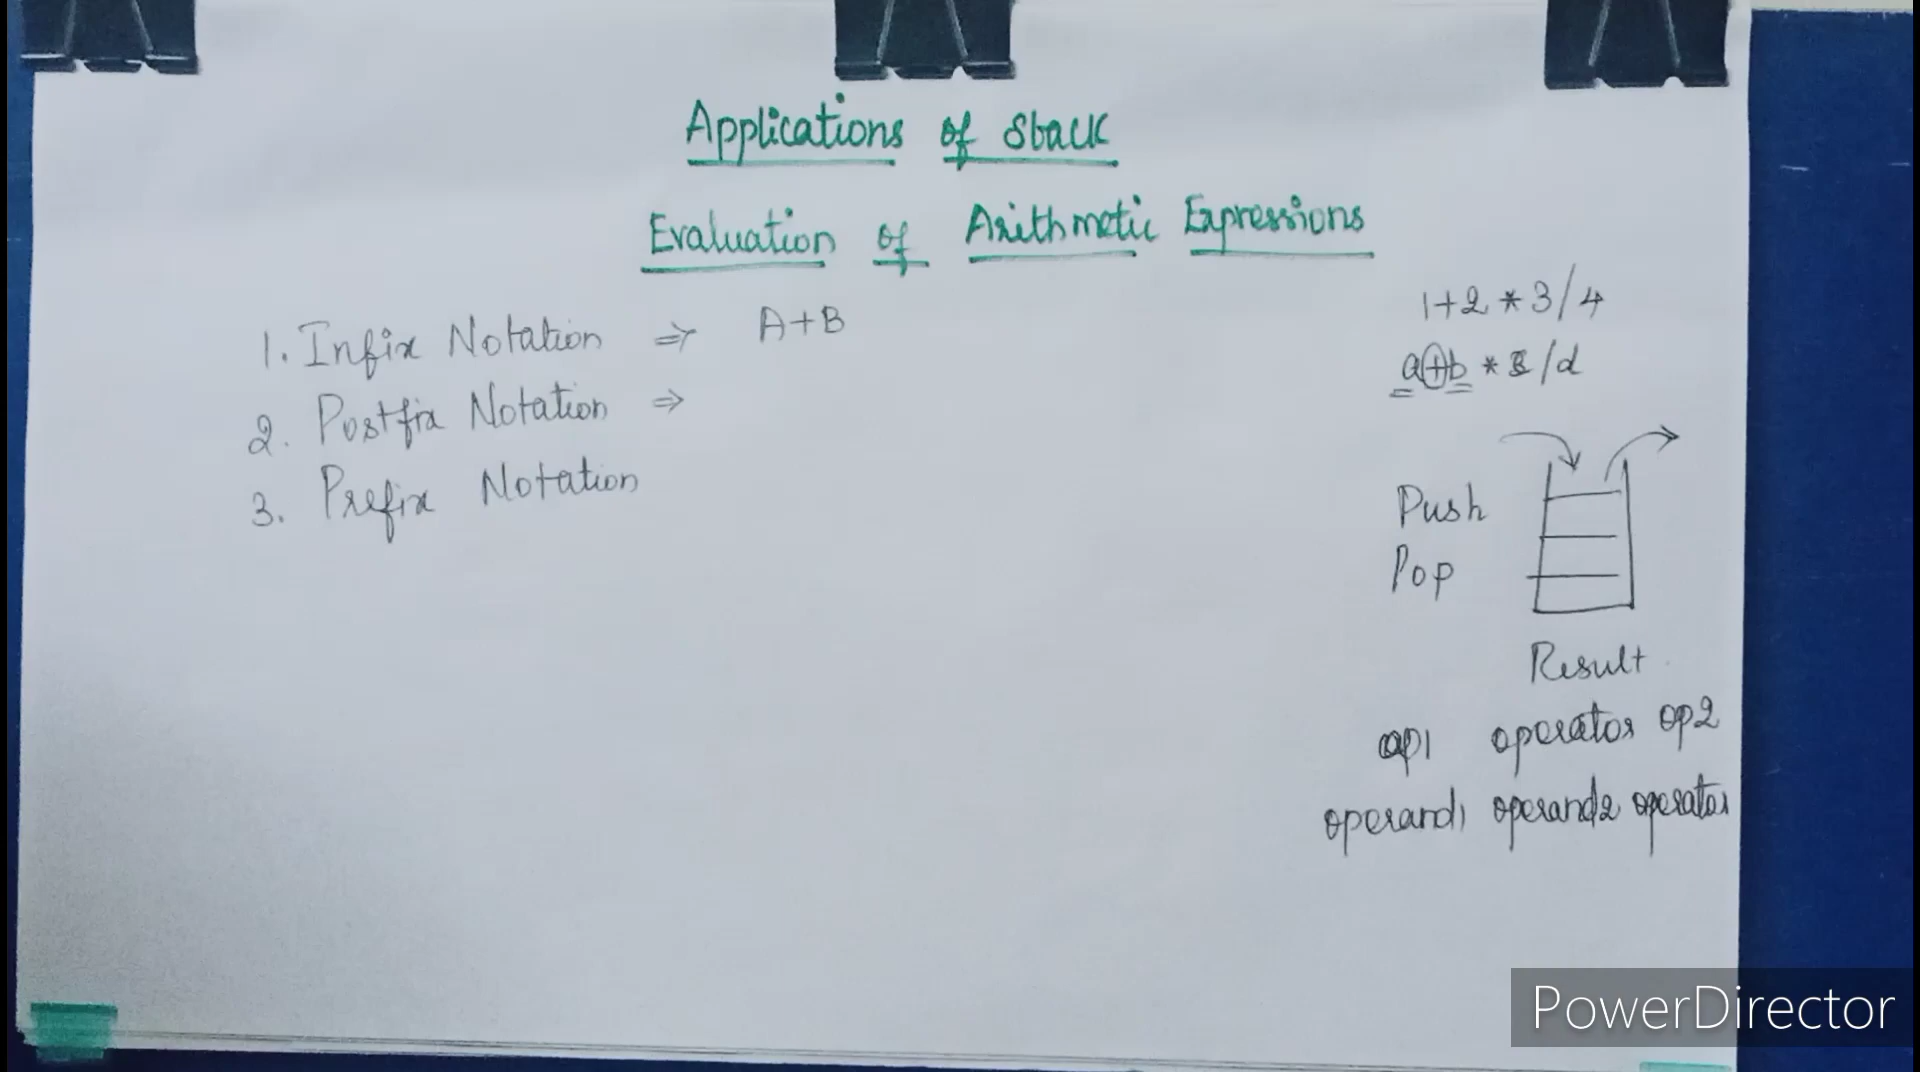 Applications of Stack
Evaluation of Arithmetic Expressions
1. Infix Notation ⇒ A+B
2. Postfix Notation ⇒
3. Prefix Notation
1+2 * 3/4
a+b * /d
Push
Pop
Result
op1 operator op2
operand1 operand2 operator
PowerDirector